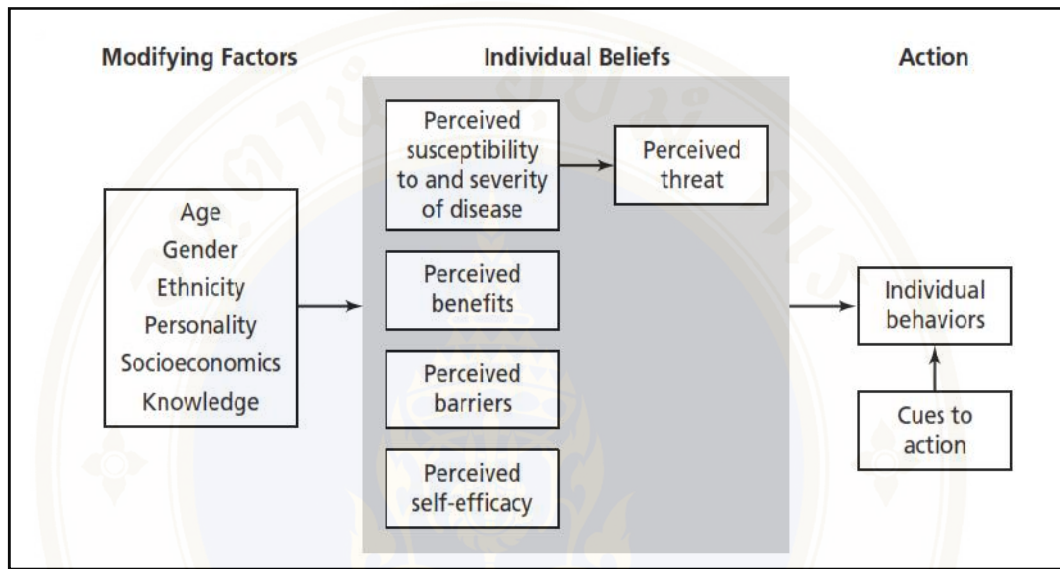 Modifying Factors
Individual Beliefs
Action
Age
Gender
Ethnicity
Personality
Socioeconomics
Knowledge
Perceived
susceptibility
to and severity
of disease
Perceived
threat
Perceived
benefits
Perceived
barriers
Perceived
self-efficacy
Individual
behaviors
Cues to
action